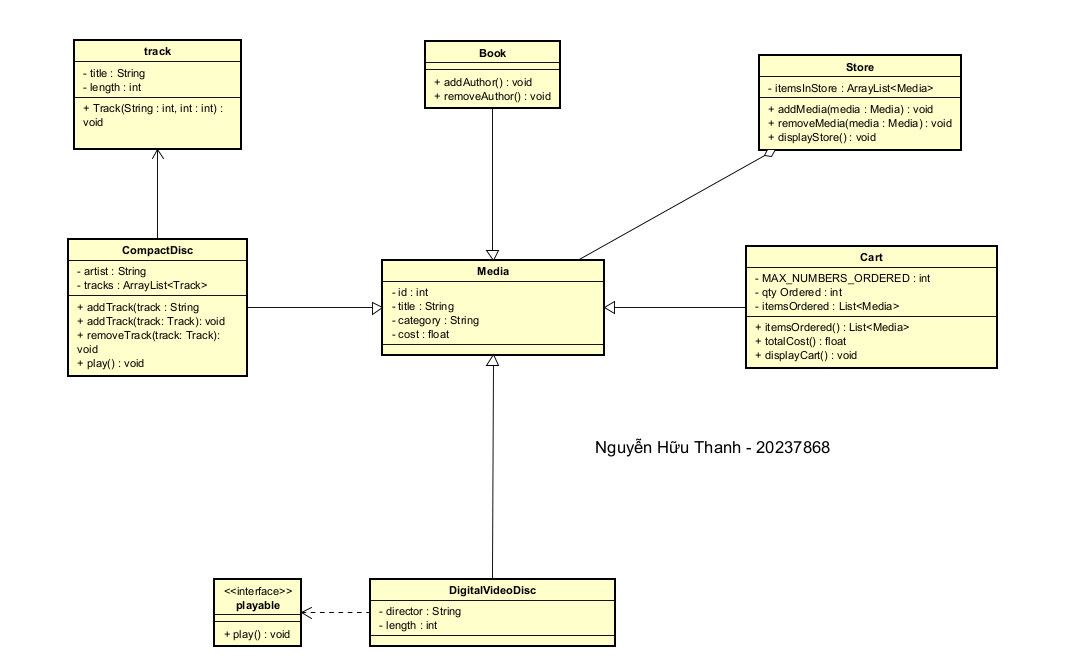 track
- title : String
- length : int
+ Track(String : int, int : int) :
void
Book
+ addAuthor() : void
+ removeAuthor() : void
Store
- itemsInStore : ArrayList<Media>
+ addMedia(media : Media) : void
+ removeMedia(media : Media) : void
+ displayStore() : void
CompactDisc
- artist : String
- tracks : ArrayList<Track>
+ addTrack(track : String
+ addTrack(track: Track): void
+ removeTrack(track: Track):
void
+ play() : void
Media
- id : int
- title : String
- category : String
- cost : float
Cart
- MAX_NUMBERS_ORDERED : int
- qty Ordered : int
- itemsOrdered : List<Media>
+ itemsOrdered() : List<Media>
+ totalCost() : float
+ displayCart() : void
Nguyễn Hữu Thanh - 20237868
<<interface>>
playable
+ play() : void
DigitalVideoDisc
- director : String
- length : int